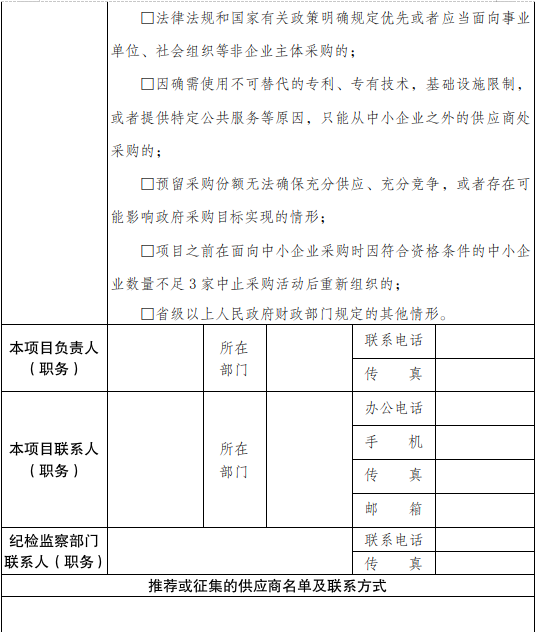 □法律法规和国家有关政策明确规定优先或者应当面向事业
单位、社会组织等非企业主体采购的；
□因确需使用不可替代的专利、专有技术，基础设施限制，
或者提供特定公共服务等原因，只能从中小企业之外的供应商处
采购的；
□预留采购份额无法确保充分供应、充分竞争，或者存在可
能影响政府采购目标实现的情形；
□项目之前在面向中小企业采购时因符合资格条件的中小企
业数量不足 3 家中止采购活动后重新组织的；
□省级以上人民政府财政部门规定的其他情形。
本项目负责人
（职务）
所在
部门
联系电话
传 真
本项目联系人
（职务）
所在
部门
办公电话
手 机
传 真
邮 箱
纪检监察部门
联系人（职务）
联系电话
传 真
推荐或征集的供应商名单及联系方式